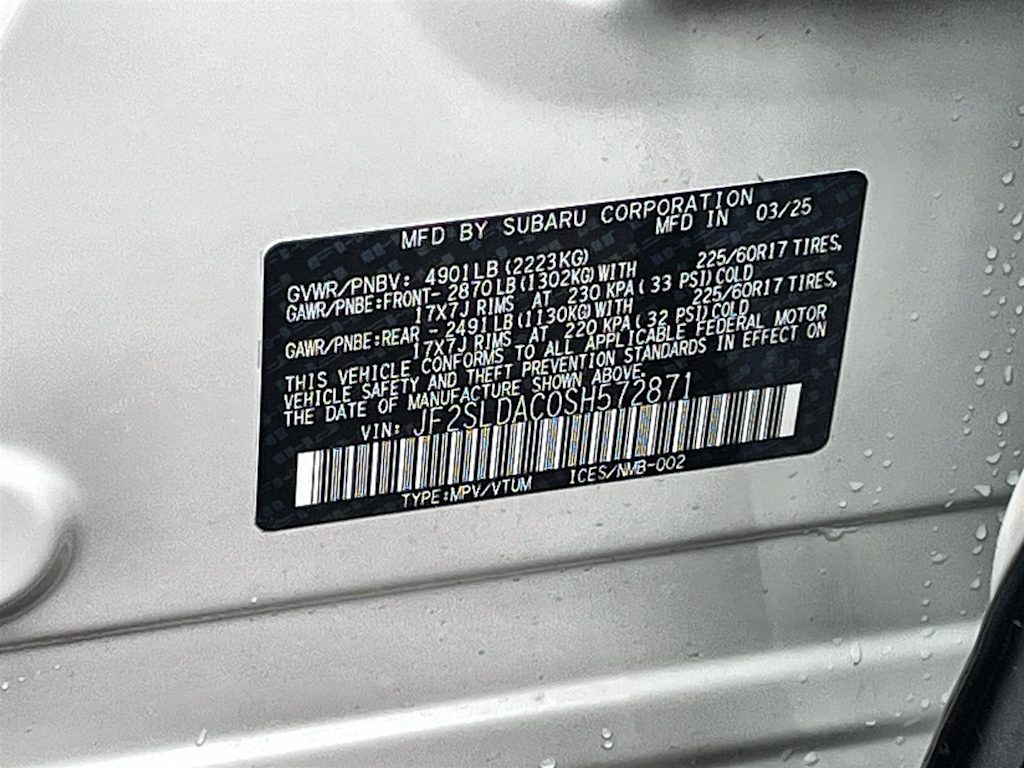 MFD BY SUBARU CORPORATION
MFD IN 03/25
GVWR/PNBV: 4901LB(2223KG)
GAWR/PNBE:FRONT- 2870LB(1302KG)WITH 225/60R17 TIRES,
17X7J RIMS AT 230 KPA( 33 PSI)COLD
GAWR/PNBE:REAR - 2491LB(1130KG)WITH 225/60R17 TIRES,
17X7J RIMS AT 220 KPA( 32 PSI)COLD
THIS VEHICLE CONFORMS TO ALL APPLICABLE FEDERAL MOTOR
VEHICLE SAFETY AND THEFT PREVENTION STANDARDS IN EFFECT ON
THE DATE OF MANUFACTURE SHOWN ABOVE.
VIN: JF2SLDAC0SH572871
TYPE:MPV/VTUM ICES/NMB-002